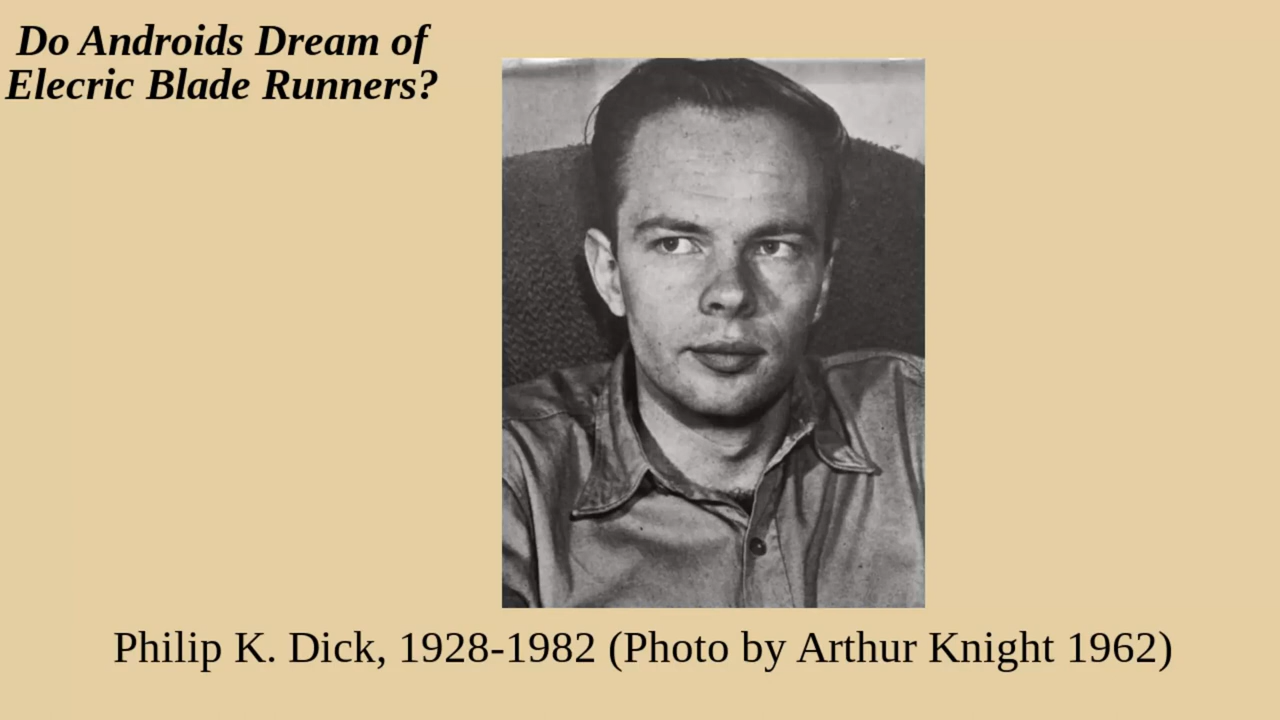 Do Androids Dream of
Elecric Blade Runners?
Philip K. Dick, 1928-1982 (Photo by Arthur Knight 1962)